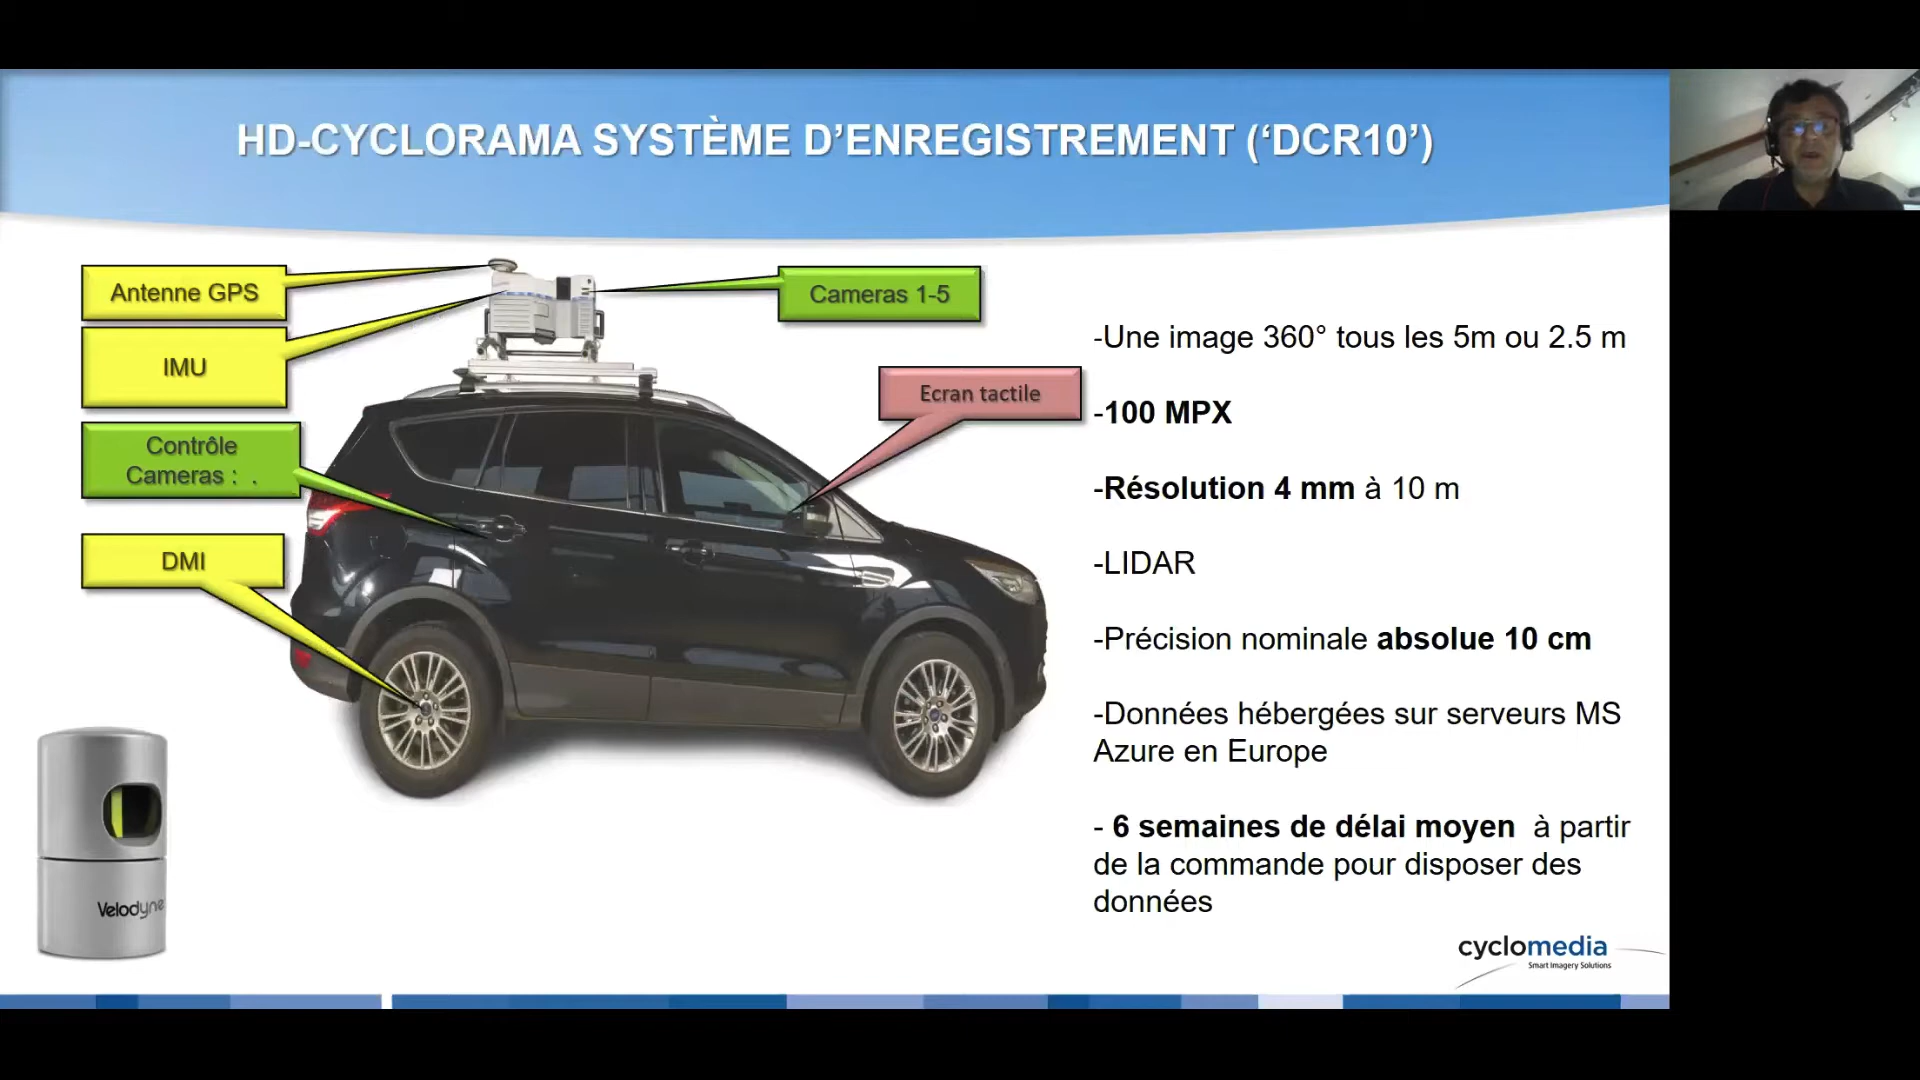 HD-CYCLORAMA SYSTÈME D’ENREGISTREMENT (‘DCR10’)
Antenne GPS
IMU
Contrôle
Cameras : .
DMI
Cameras 1-5
Ecran tactile
-Une image 360° tous les 5m ou 2.5 m
-100 MPX
-Résolution 4 mm à 10 m
-LIDAR
-Précision nominale absolue 10 cm
-Données hébergées sur serveurs MS
Azure en Europe
- 6 semaines de délai moyen à partir
de la commande pour disposer des
données
Velodyne
cyclomedia
Smart Imagery Solutions